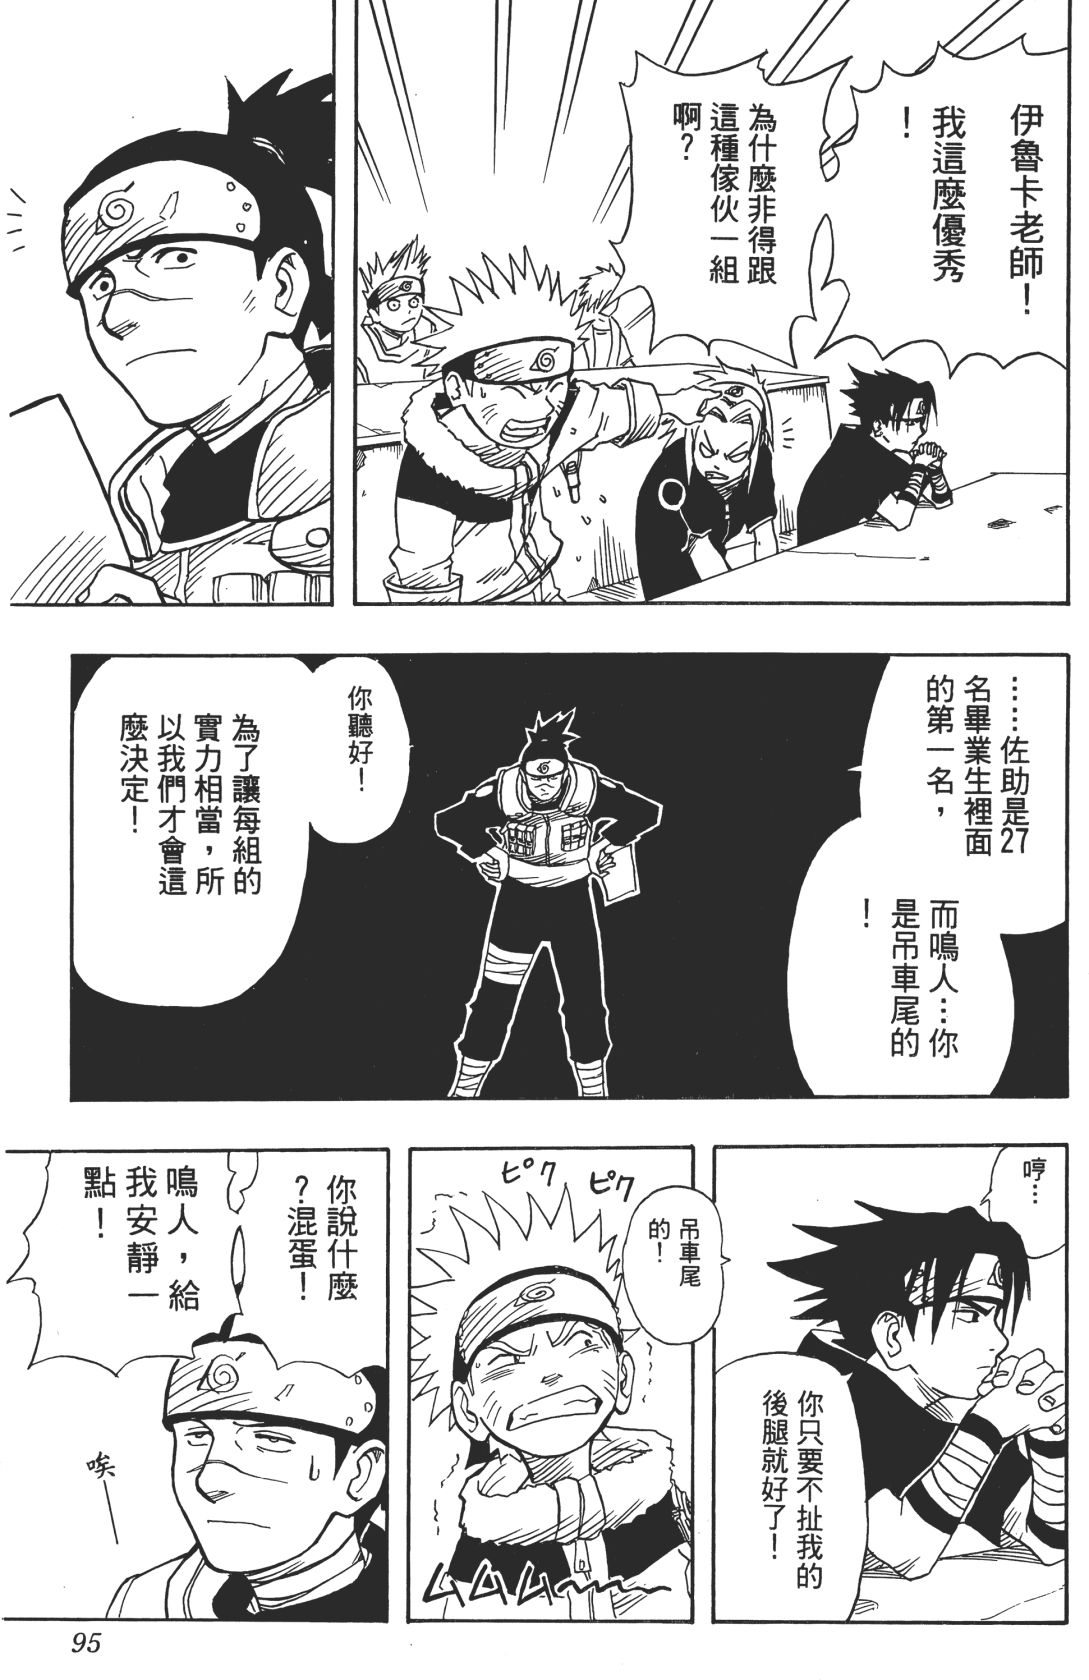 伊魯卡老師！
我這麼優秀
！
為什麼非得跟
這種傢伙一組
啊？
……佐助是27
名畢業生裡面
的第一名，
而鳴人…你
是吊車尾的
！
你聽好！
為了讓每組的
實力相當，所
以我們才會這
麼決定！
哼…
你只要不扯我的
後腿就好了！
吊車尾
的！
ピク
ピク
ムムム
你說什麼
？混蛋！
鳴人，給
我安靜一
點！
唉
95